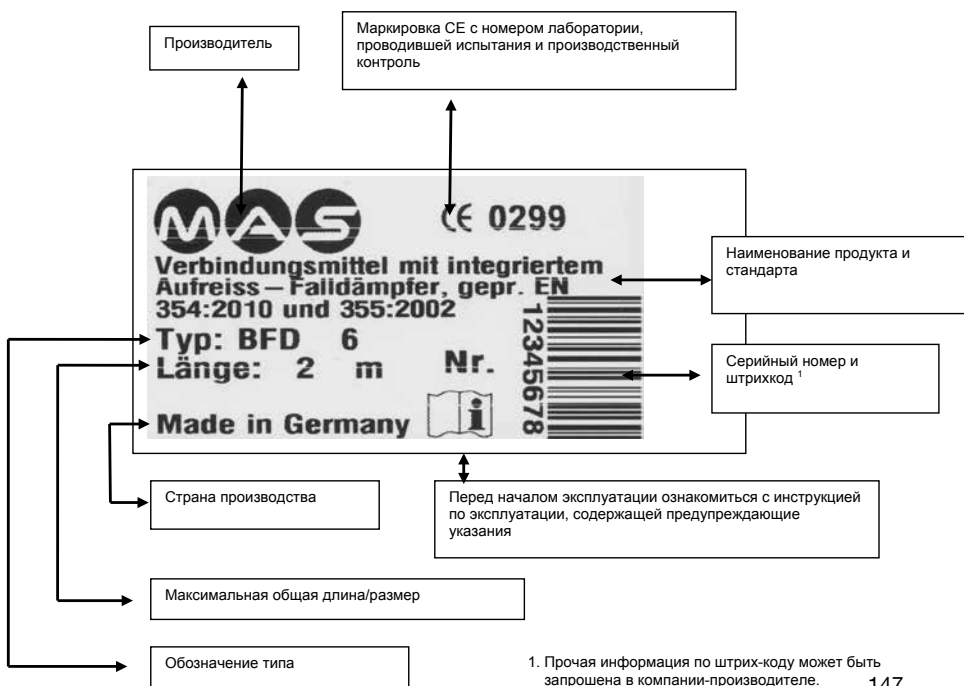 Производитель
Маркировка CE с номером лаборатории,
проводившей испытания и производственный
контроль
MAS
CE 0299
Verbindungsmittel mit integriertem
Aufreiss – Falldämpfer, gepr. EN
354:2010 und 355:2002
Typ: BFD 6
Länge: 2 m
Nr.
12345678
Made in Germany
Наименование продукта и
стандарта
Серийный номер и
штрихкод ¹
Страна производства
Перед началом эксплуатации ознакомиться с инструкцией
по эксплуатации, содержащей предупреждающие
указания
Максимальная общая длина/размер
Обозначение типа
1. Прочая информация по штрих-коду может быть
запрошена в компании-производителе.
147